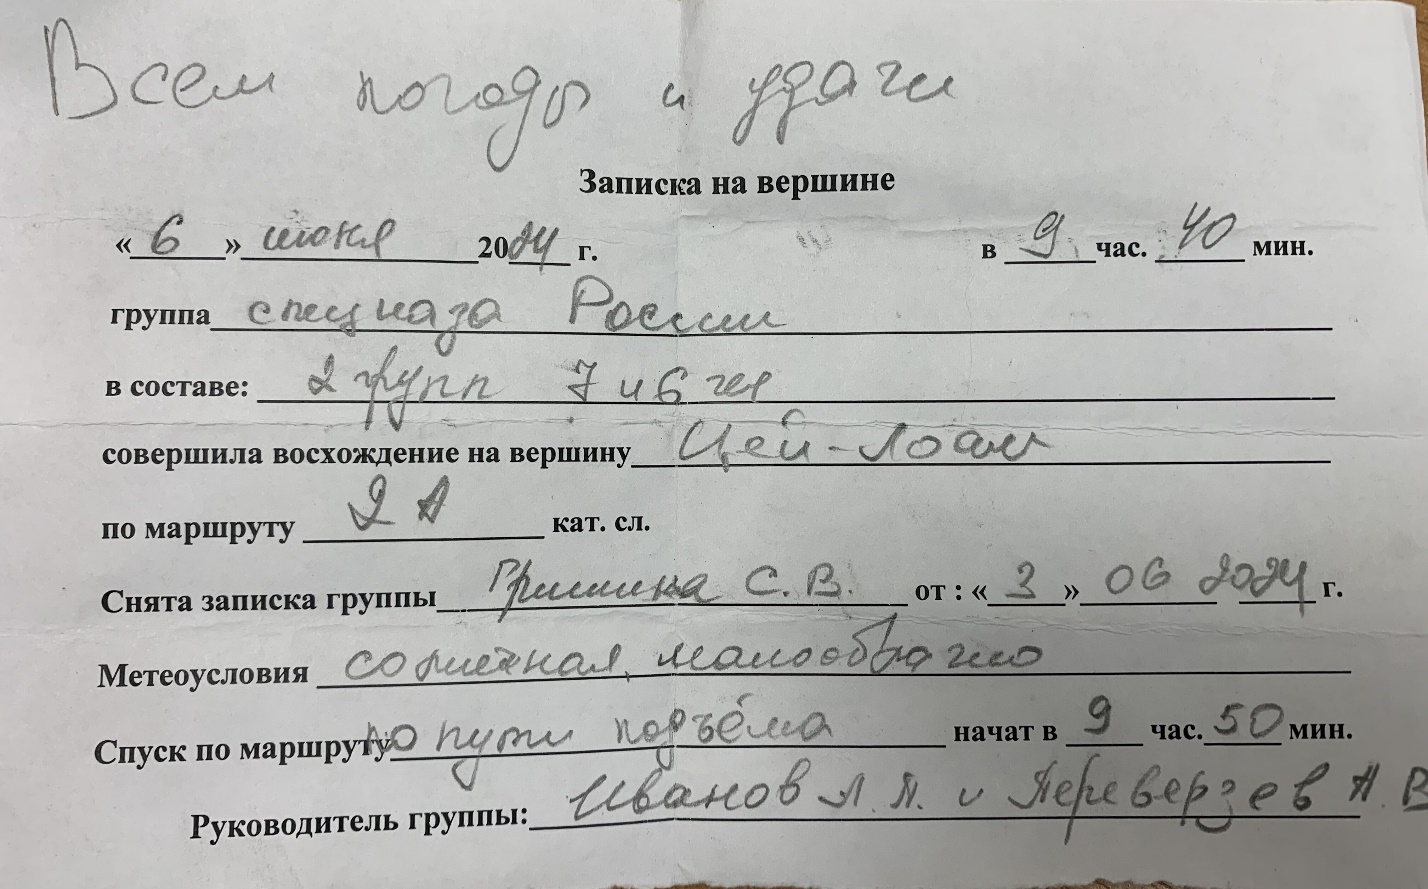 Всем погоды и удачи
Записка на вершине
« 6 » июня 2024 г. в 9 час. 40 мин.
группа спецназа России
в составе: 2 групп 7 и 6 чел
совершила восхождение на вершину Цей-Лоам
по маршруту 2А кат. сл.
Снята записка группы Гришина С.В. от : « 3 » 06 2024 г.
Метеоусловия солнечная, малооблачно
Спуск по маршруту по пути подъёма начат в 9 час. 50 мин.
Руководитель группы: Иванов Л.П. и Переверзев А.В